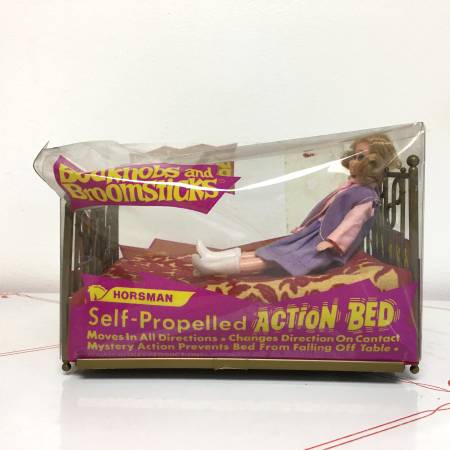 Bedknobs and
Broomsticks
HORSMAN
Self-Propelled ACTION BED
Moves in All Directions • Changes Direction On Contact
Mystery Action Prevents Bed From Falling Off Table •